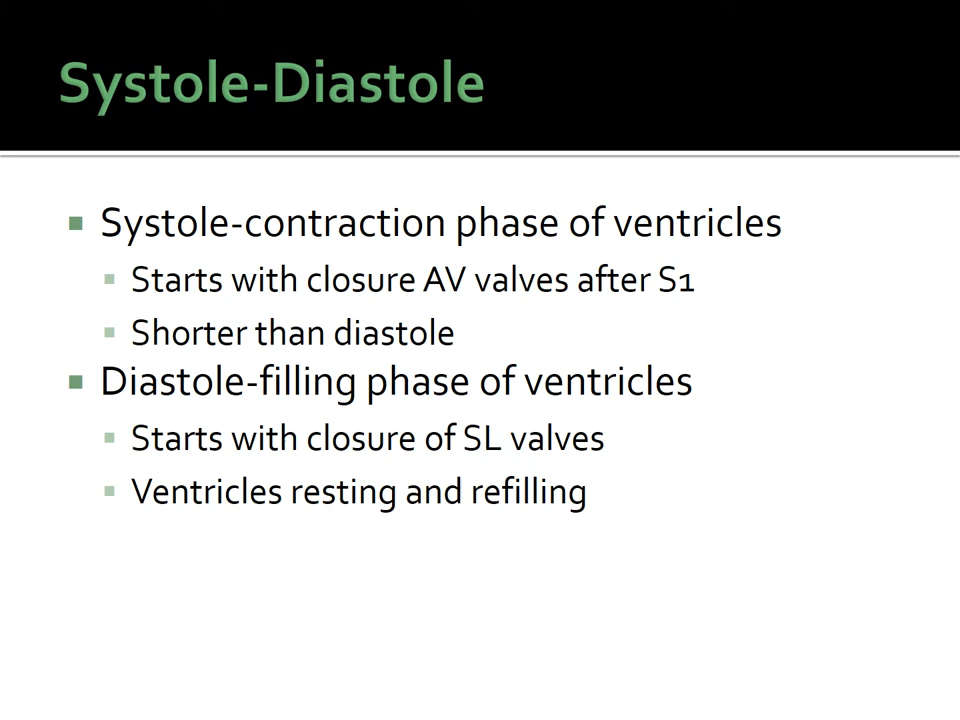 Systole-Diastole
Systole-contraction phase of ventricles
Starts with closure AV valves after S1
Shorter than diastole
Diastole-filling phase of ventricles
Starts with closure of SL valves
Ventricles resting and refilling